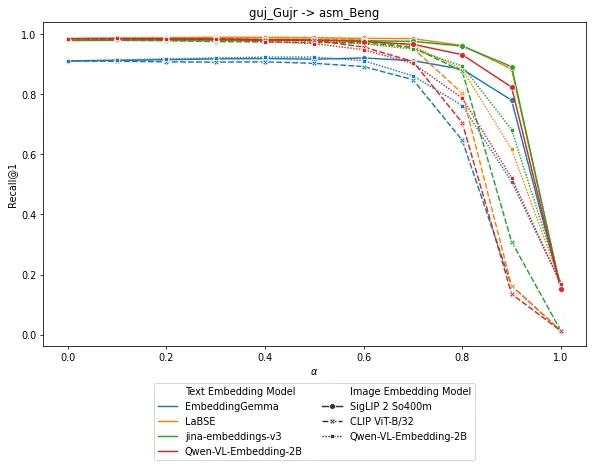 guj_Gujr -> asm_Beng
Recall@1
1.0
0.8
0.6
0.4
0.2
0.0
0.0 0.2 0.4 0.6 0.8 1.0
α
Text Embedding Model Image Embedding Model
EmbeddingGemma SigLIP 2 So400m
LaBSE CLIP ViT-B/32
jina-embeddings-v3 Qwen-VL-Embedding-2B
Qwen-VL-Embedding-2B